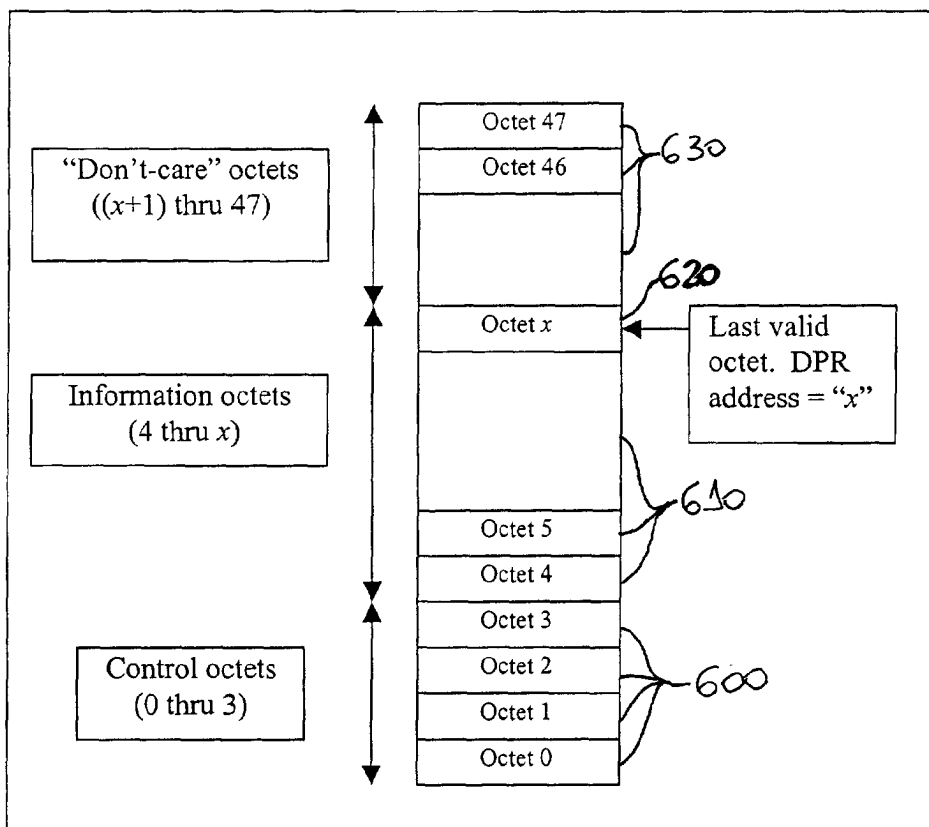 Octet 47
630
"Don't-care" octets
((x+1) thru 47)
Octet 46
620
Octet x
Last valid
octet. DPR
address = "x"
Information octets
(4 thru x)
610
Octet 5
Octet 4
Octet 3
Control octets
(0 thru 3)
Octet 2
600
Octet 1
Octet 0